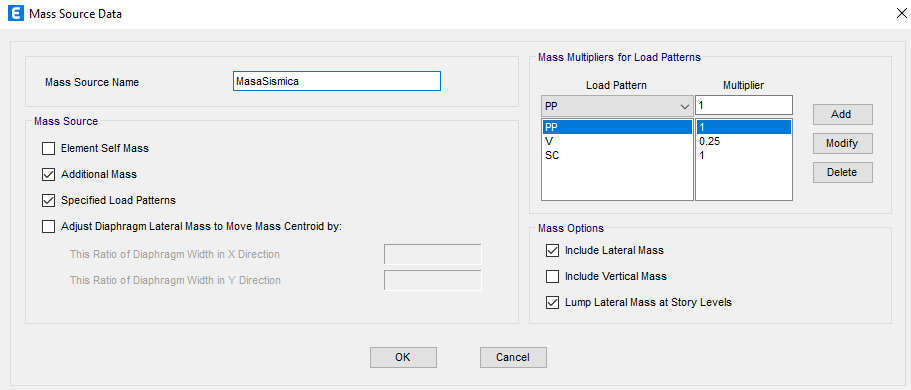 E Mass Source Data
Mass Source Name MasaSismica
Mass Source
Element Self Mass
Additional Mass
Specified Load Patterns
Adjust Diaphragm Lateral Mass to Move Mass Centroid by:
This Ratio of Diaphragm Width in X Direction
This Ratio of Diaphragm Width in Y Direction
Mass Multipliers for Load Patterns
Load Pattern Multiplier
PP 1
PP 1
V 0.25
SC 1
Add
Modify
Delete
Mass Options
Include Lateral Mass
Include Vertical Mass
Lump Lateral Mass at Story Levels
OK Cancel